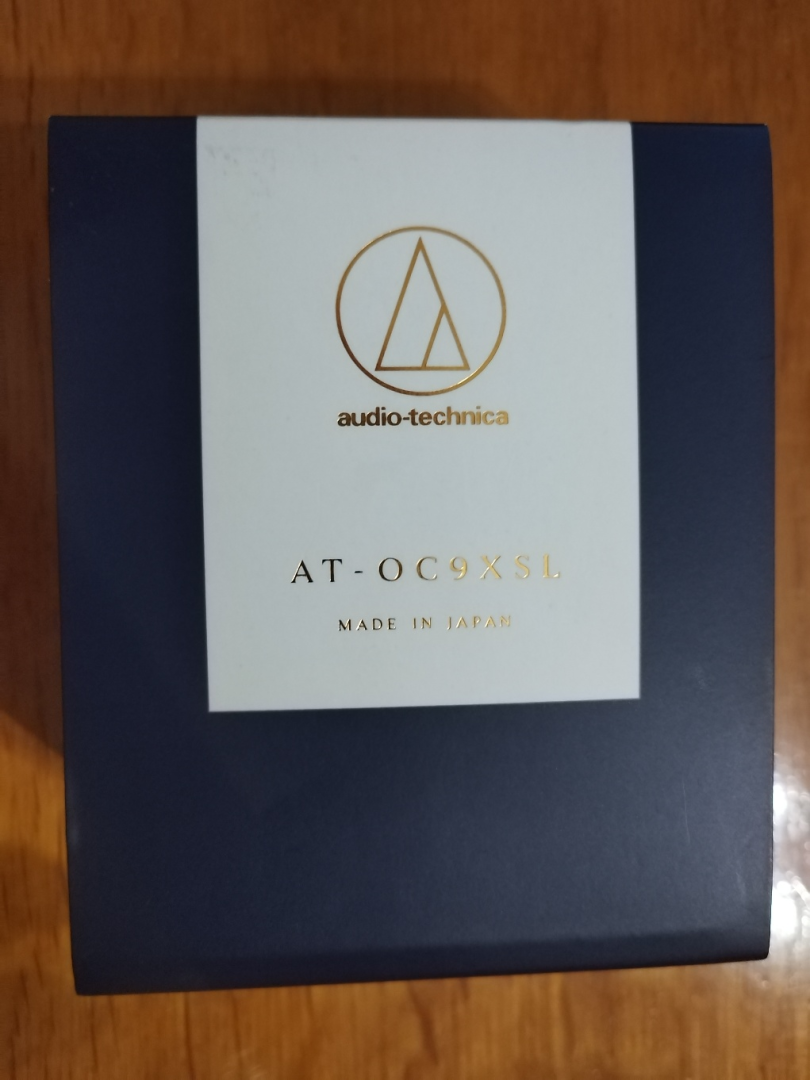 audio-technica
AT-OC9XSL
MADE IN JAPAN